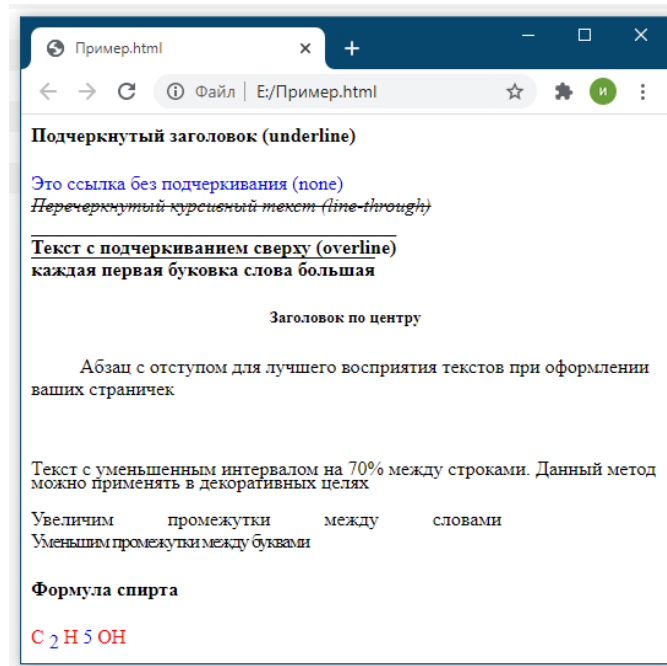 Пример.html
Файл | E:/Пример.html
и
Подчеркнутый заголовок (underline)
Это ссылка без подчеркивания (none)
Перечеркнутый курсивный текст (line-through)
Текст с подчеркиванием сверху (overline)
каждая первая буковка слова большая
Заголовок по центру
Абзац с отступом для лучшего восприятия текстов при оформлении
ваших страничек
Текст с уменьшенным интервалом на 70% между строками. Данный метод
можно применять в декоративных целях
Увеличим промежутки между словами
Уменьшим промежутки между буквами
Формула спирта
C 2 H 5 OH